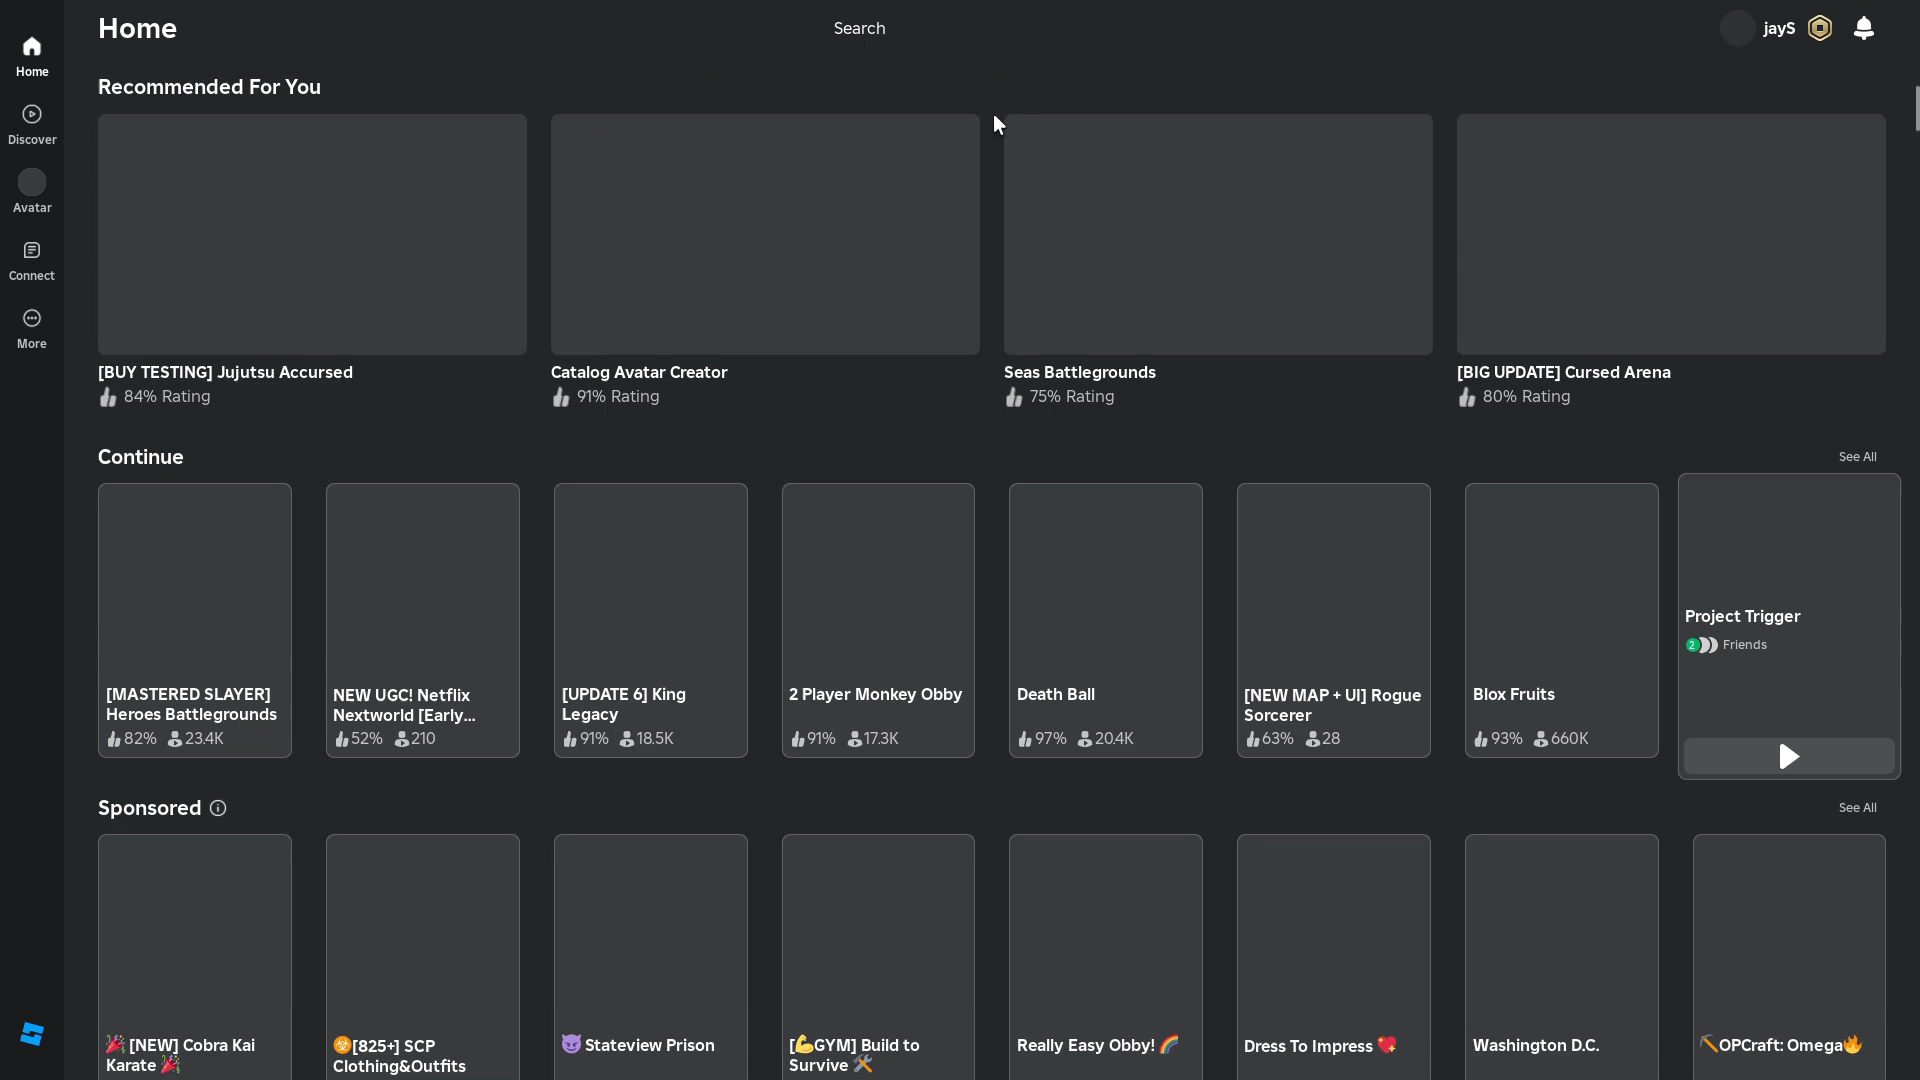 Home
Search
jayS
Home
Discover
Avatar
Connect
More
Recommended For You
[BUY TESTING] Jujutsu Accursed
84% Rating
Catalog Avatar Creator
91% Rating
Seas Battlegrounds
75% Rating
[BIG UPDATE] Cursed Arena
80% Rating
Continue
See All
[MASTERED SLAYER]
Heroes Battlegrounds
82% 23.4K
NEW UGC! Netflix
Nextworld [Early...
52% 210
[UPDATE 6] King
Legacy
91% 18.5K
2 Player Monkey Obby
91% 17.3K
Death Ball
97% 20.4K
[NEW MAP + UI] Rogue
Sorcerer
63% 28
Blox Fruits
93% 660K
Project Trigger
2 Friends
Sponsored
See All
🎉 [NEW] Cobra Kai
Karate 🎉
☣[825+] SCP
Clothing&Outfits
😈 Stateview Prison
[💪GYM] Build to
Survive 🛠
Really Easy Obby! 🌈
Dress To Impress 💖
Washington D.C.
⛏OPCraft: Omega🔥